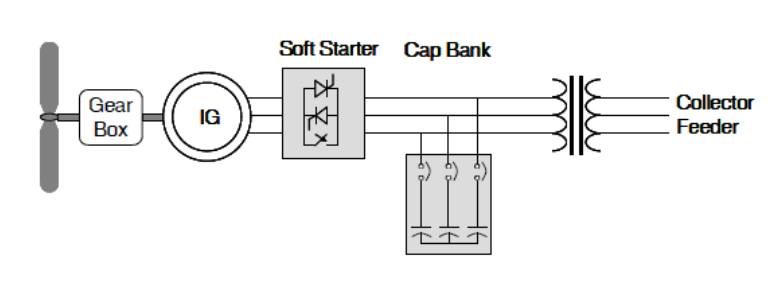 Soft Starter
Cap Bank
Gear
Box
IG
Collector
Feeder